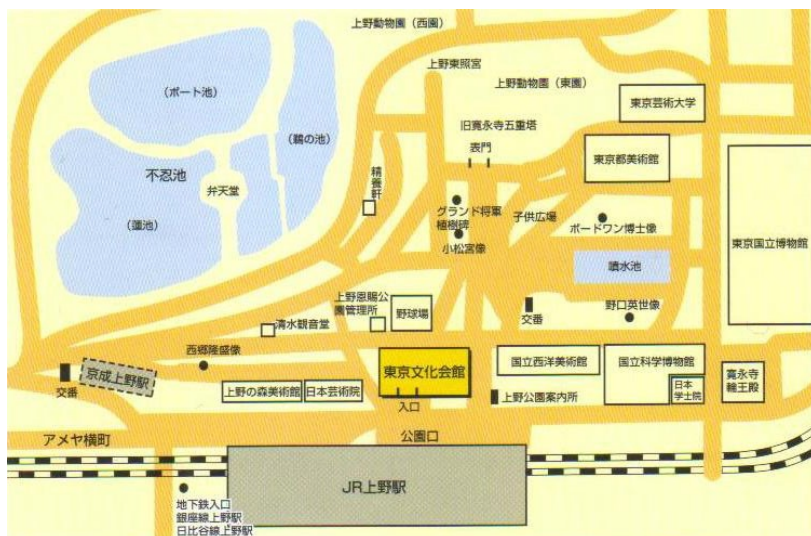 上野動物園（西園）
上野東照宮
上野動物園（東園）
東京芸術大学
（ボート池）
（鵜の池）
旧寛永寺五重塔
表門
東京都美術館
不忍池
弁天堂
精養軒
（蓮池）
グランド将軍
植樹碑
小松宮像
子供広場
ボードワン博士像
東京国立博物館
噴水池
上野恩賜公
園管理所
野球場
清水観音堂
交番
野口英世像
西郷隆盛像
京成上野駅
交番
東京文化会館
入口
国立西洋美術館
国立科学博物館
日本
学士院
寛永寺
輪王殿
上野の森美術館
日本芸術院
上野公園案内所
アメヤ横町
公園口
JR上野駅
地下鉄入口
銀座線上野駅
日比谷線上野駅